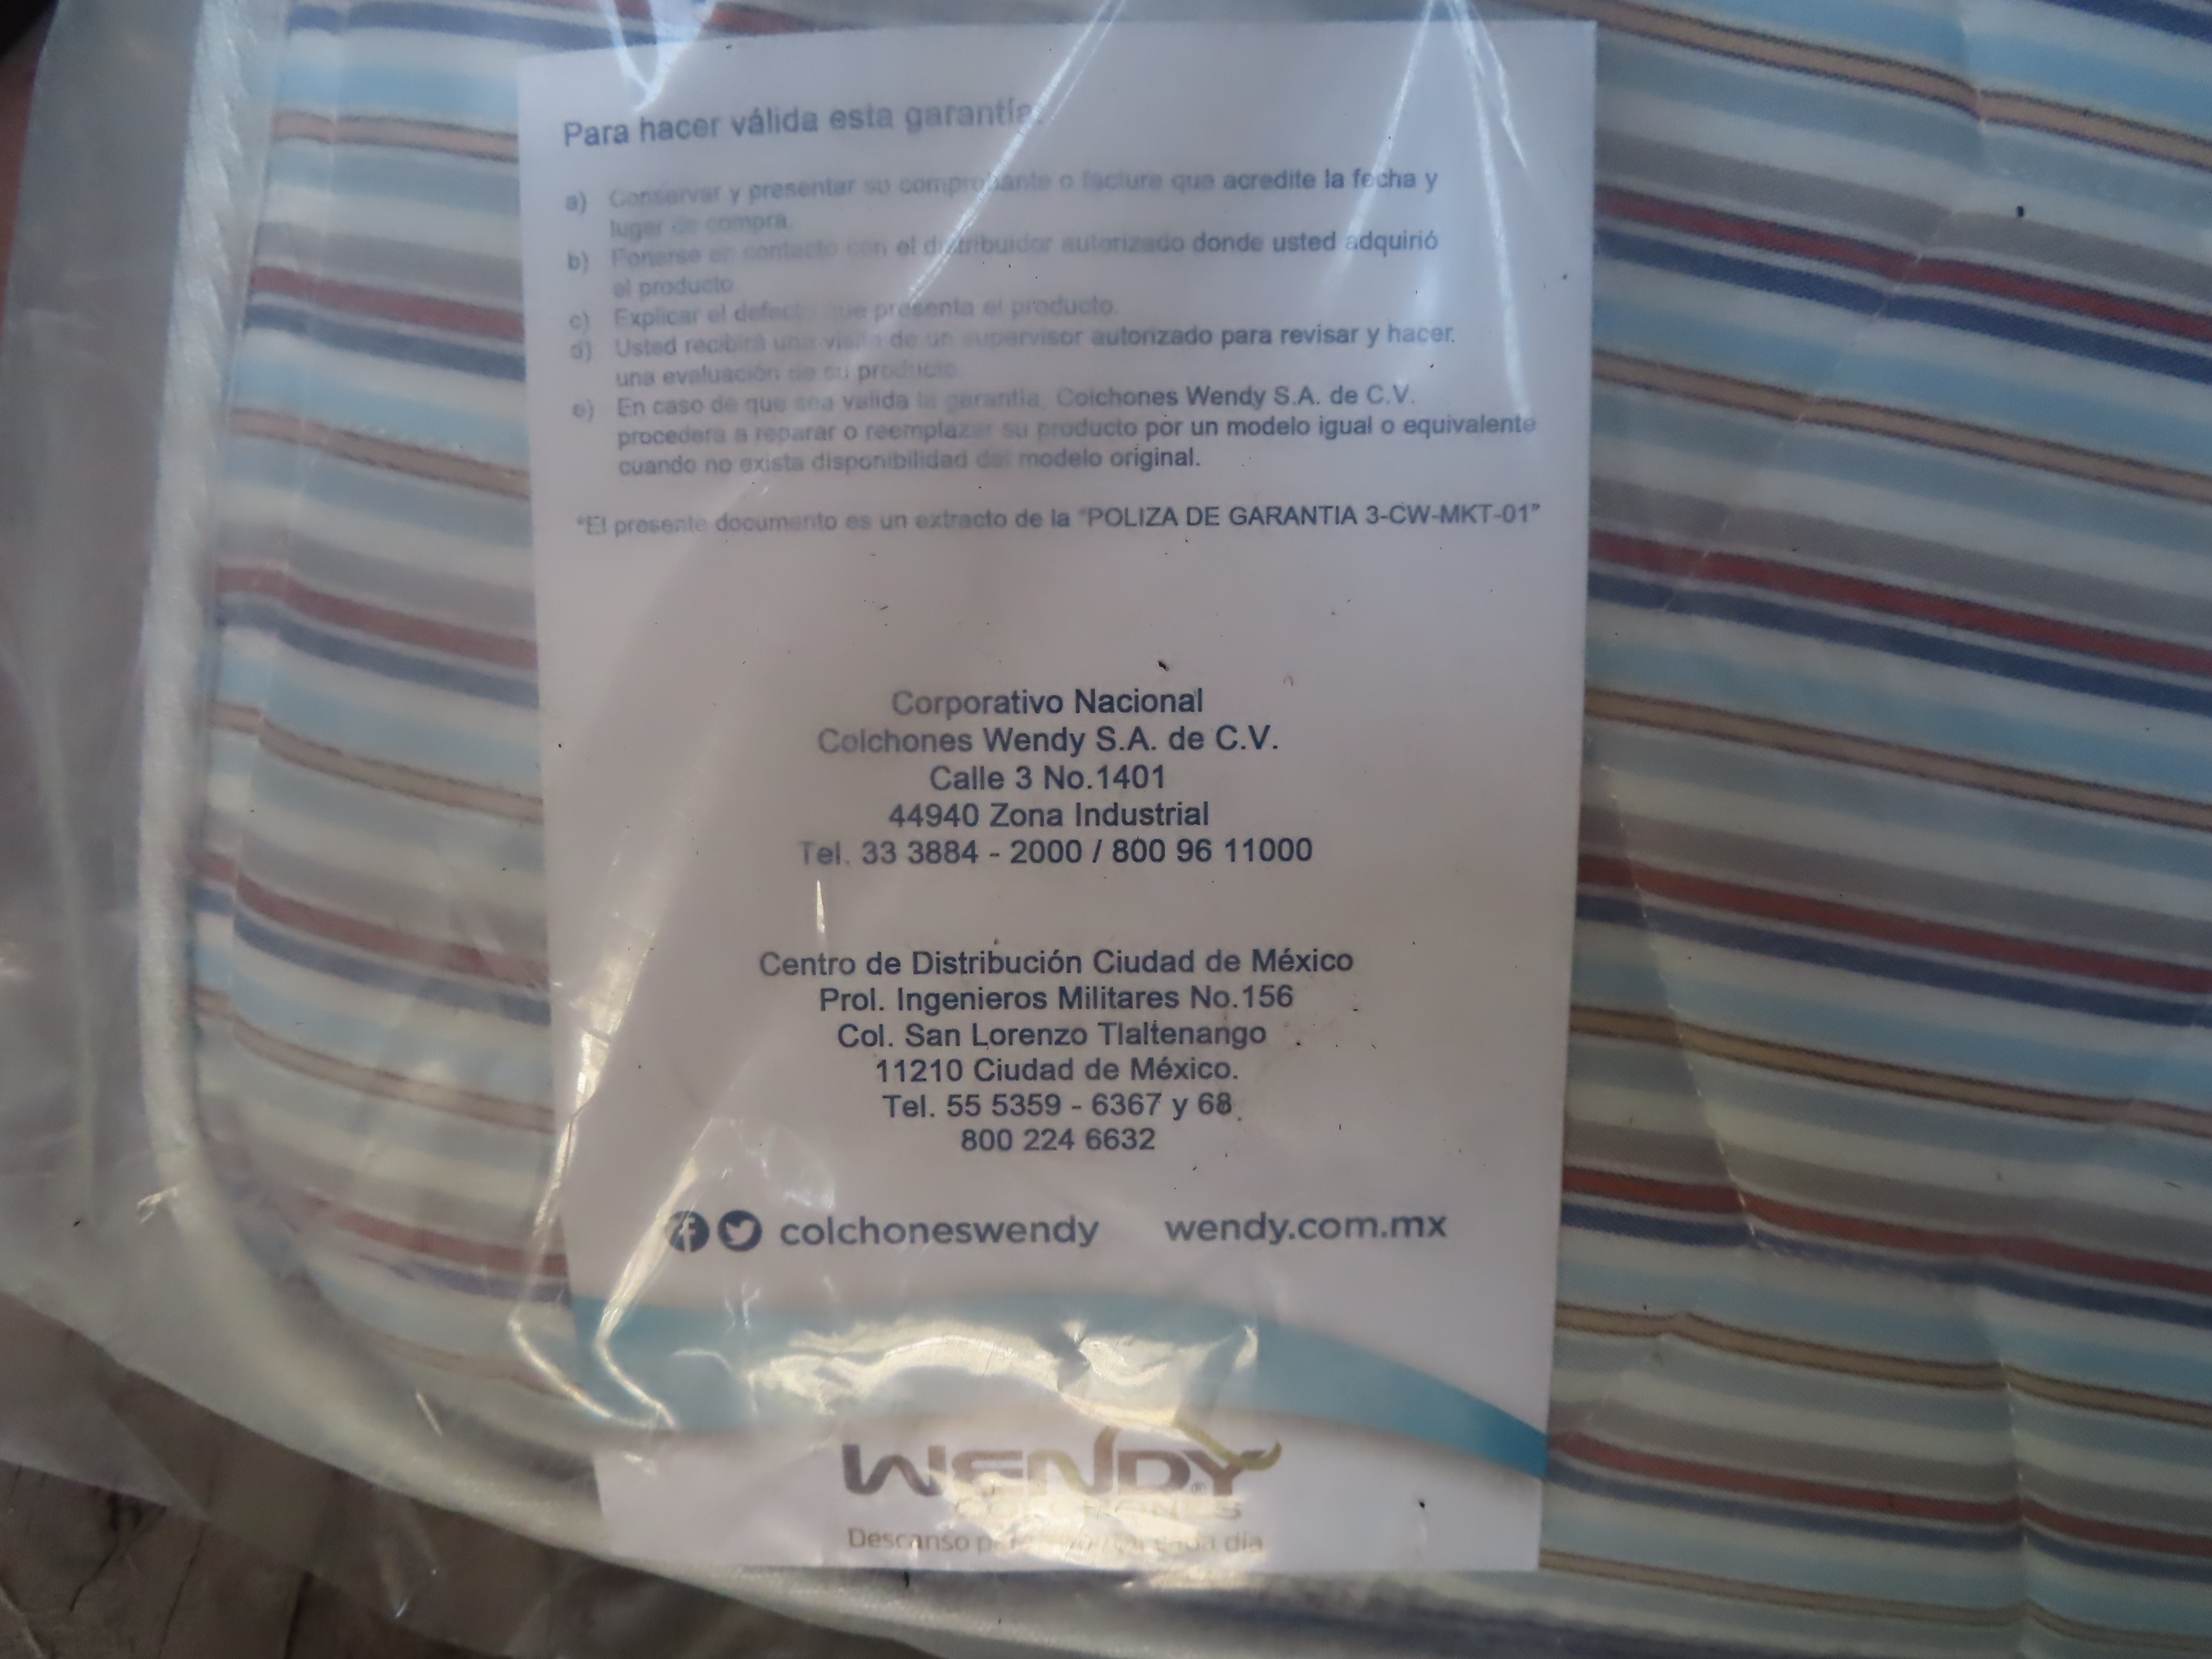 Para hacer válida esta garantía:
a) Conservar y presentar su comprobante o factura que acredite la fecha y
lugar de compra.
b) Ponerse en contacto con el distribuidor autorizado donde usted adquirió
el producto.
c) Explicar el defecto que presenta el producto.
d) Usted recibirá una visita de un supervisor autorizado para revisar y hacer.
una evaluación de su producto.
e) En caso de que sea valida la garantia, Colchones Wendy S.A. de C.V.
procedera a reparar o reemplazar su producto por un modelo igual o equivalente
cuando no exista disponibilidad del modelo original.
*El presente documento es un extracto de la "POLIZA DE GARANTIA 3-CW-MKT-01"
Corporativo Nacional
Colchones Wendy S.A. de C.V.
Calle 3 No.1401
44940 Zona Industrial
Tel. 33 3884 - 2000 / 800 96 11000
Centro de Distribución Ciudad de México
Prol. Ingenieros Militares No.156
Col. San Lorenzo Tlaltenango
11210 Ciudad de México.
Tel. 55 5359 - 6367 y 68
800 224 6632
colchoneswendy wendy.com.mx
WENDY®
COLCHONES
Descanso cada día